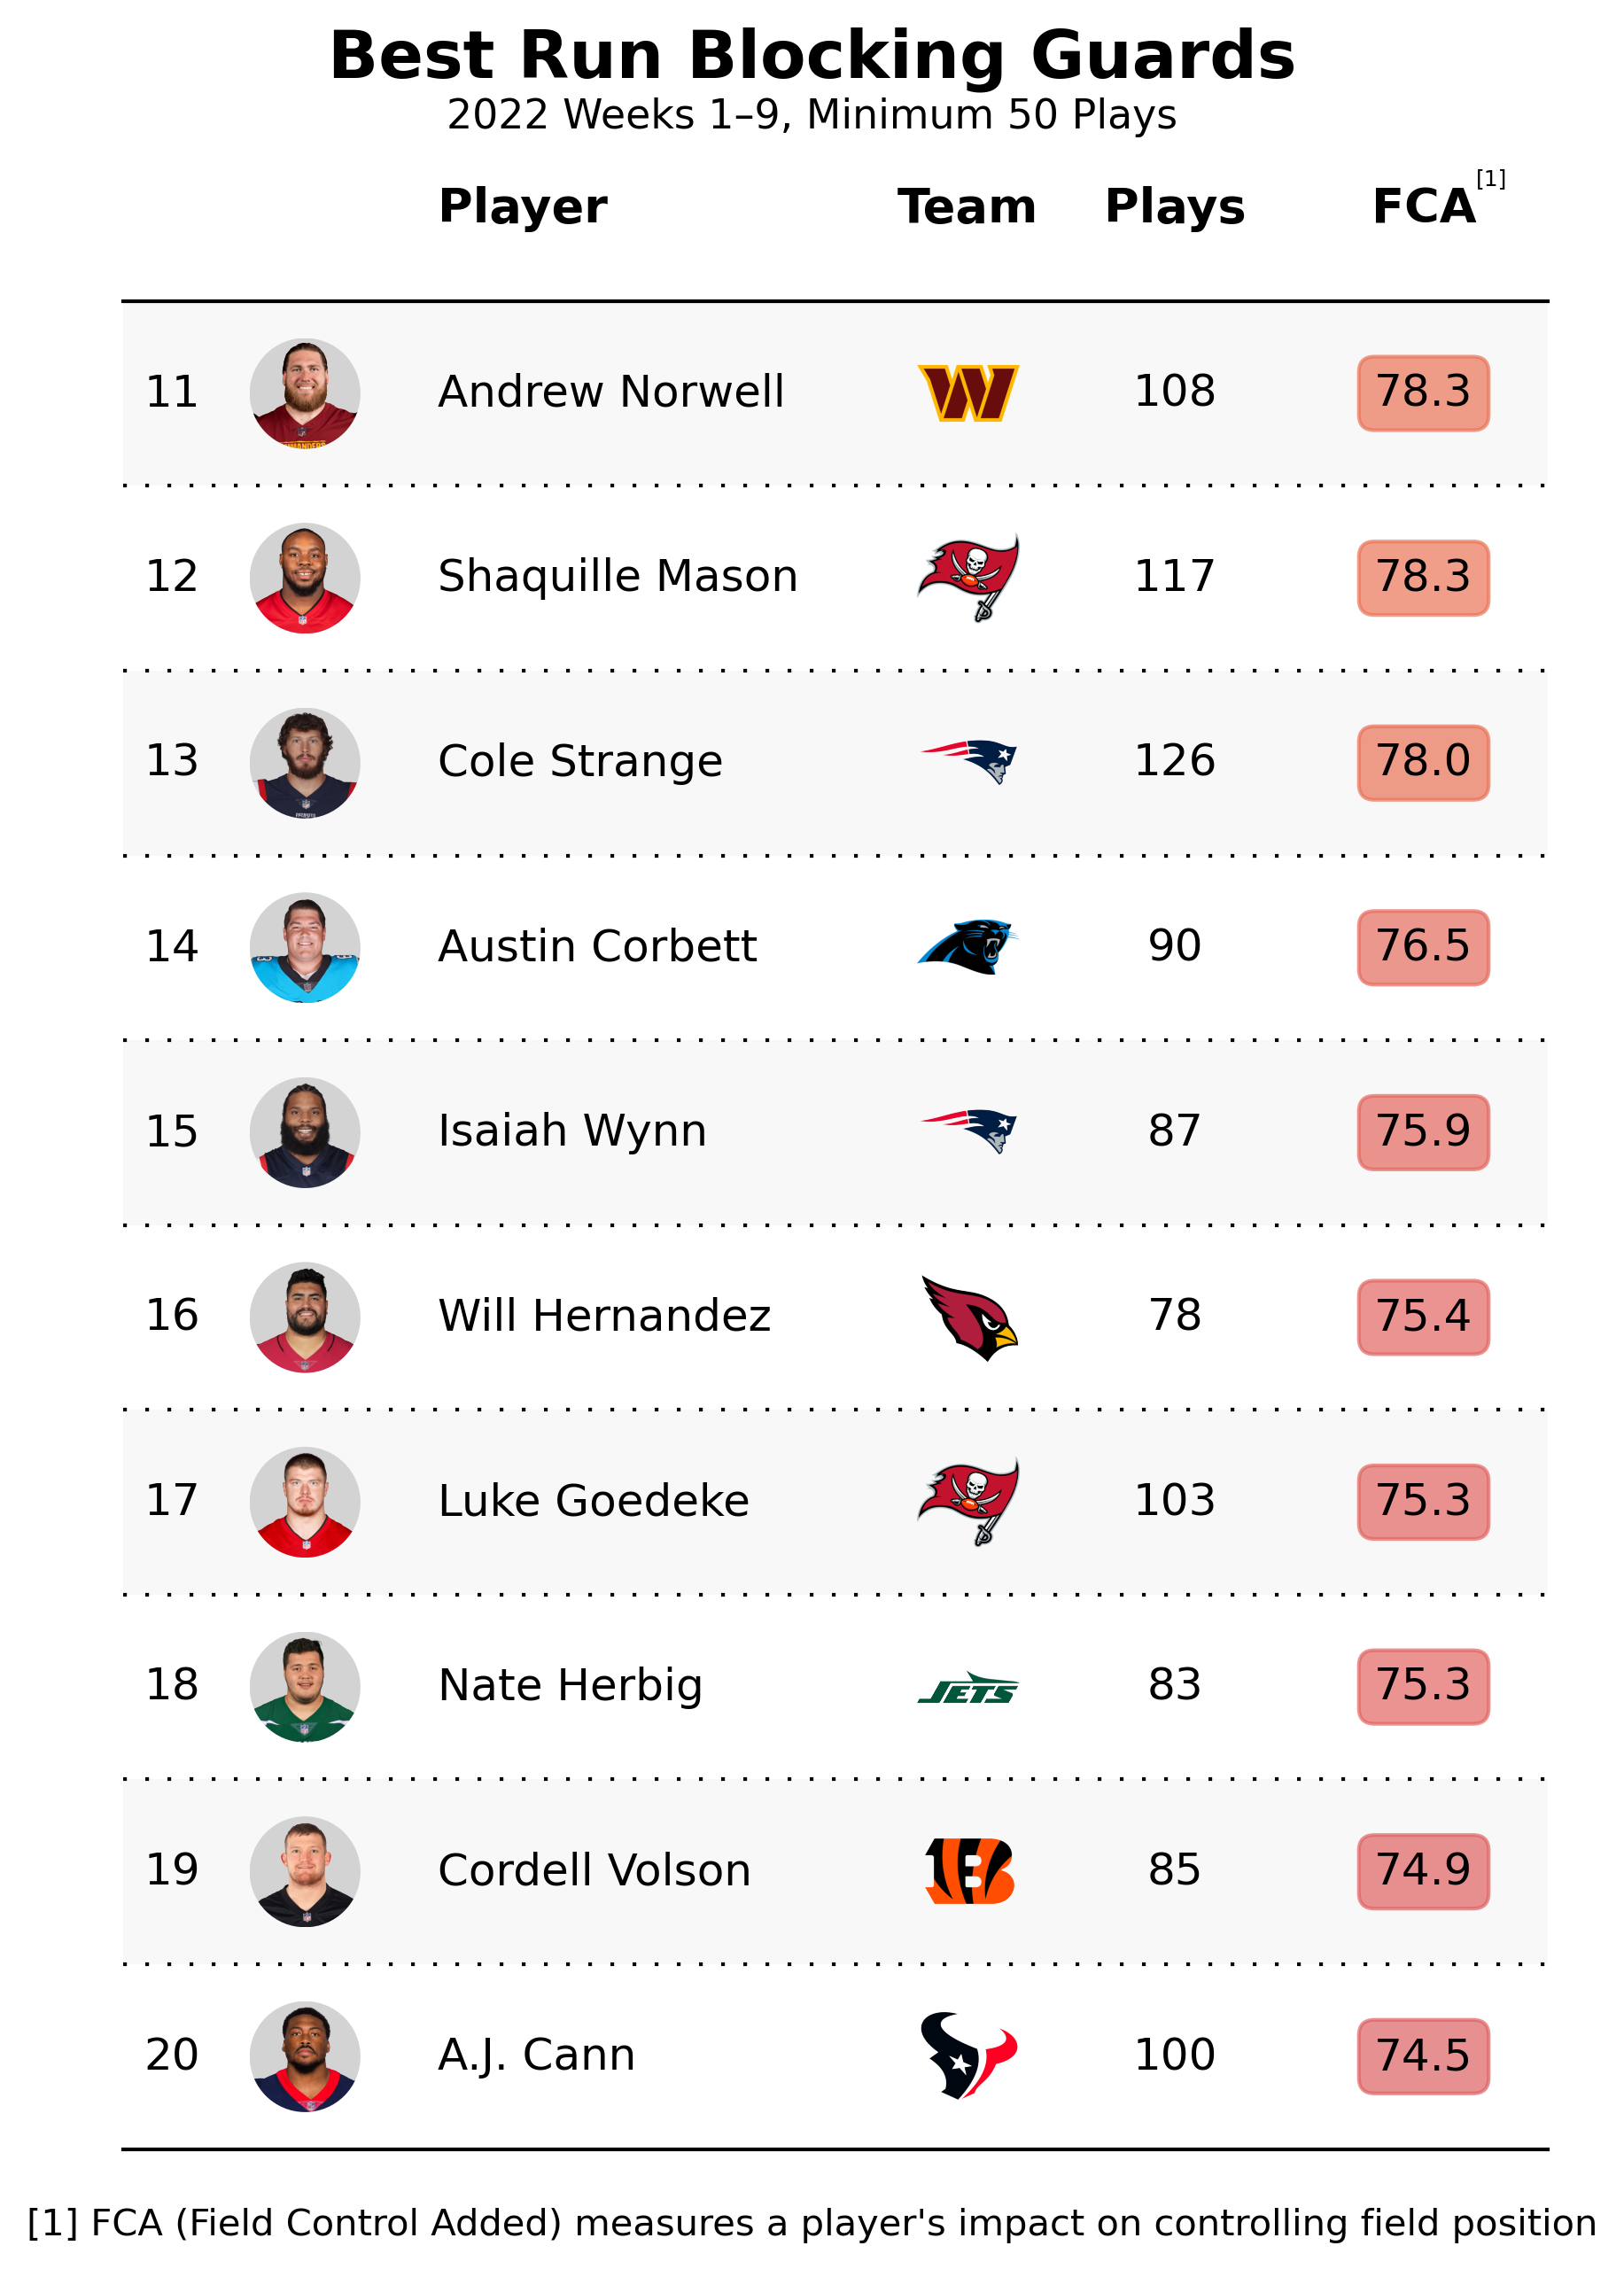 Best Run Blocking Guards
2022 Weeks 1–9, Minimum 50 Plays
Player Team Plays FCA[1]
11 Andrew Norwell 108 78.3
12 Shaquille Mason 117 78.3
13 Cole Strange 126 78.0
14 Austin Corbett 90 76.5
15 Isaiah Wynn 87 75.9
16 Will Hernandez 78 75.4
17 Luke Goedeke 103 75.3
18 Nate Herbig JETS 83 75.3
19 Cordell Volson 85 74.9
20 A.J. Cann 100 74.5
[1] FCA (Field Control Added) measures a player's impact on controlling field position